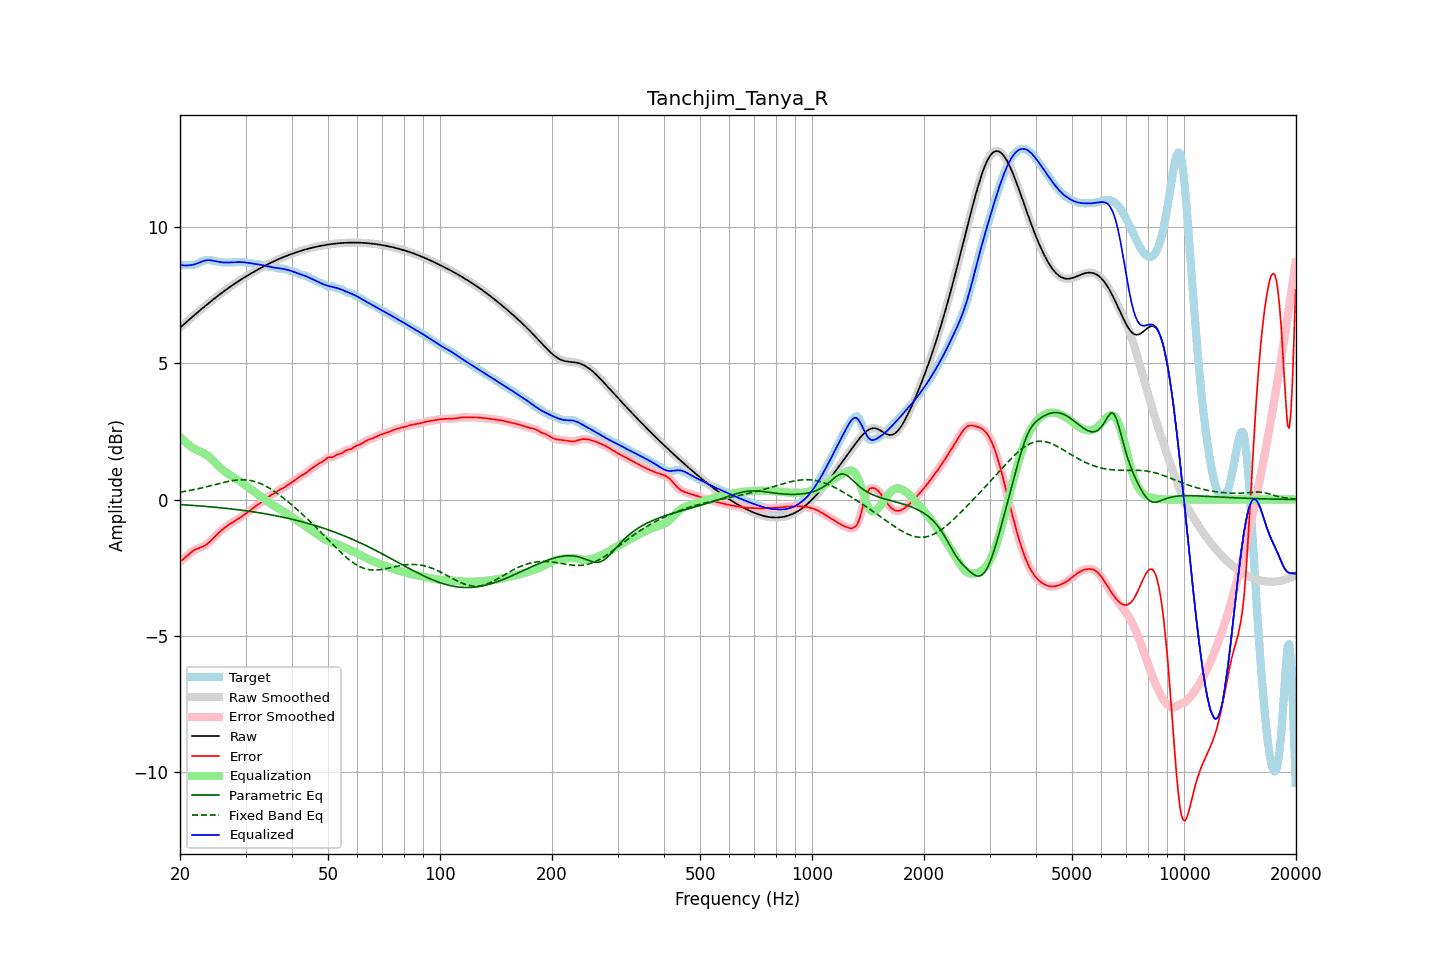 Tanchjim_Tanya_R
Amplitude (dBr)
10
5
0
−5
−10
Target
Raw Smoothed
Error Smoothed
Raw
Error
Equalization
Parametric Eq
Fixed Band Eq
Equalized
20 50 100 200 500 1000 2000 5000 10000 20000
Frequency (Hz)